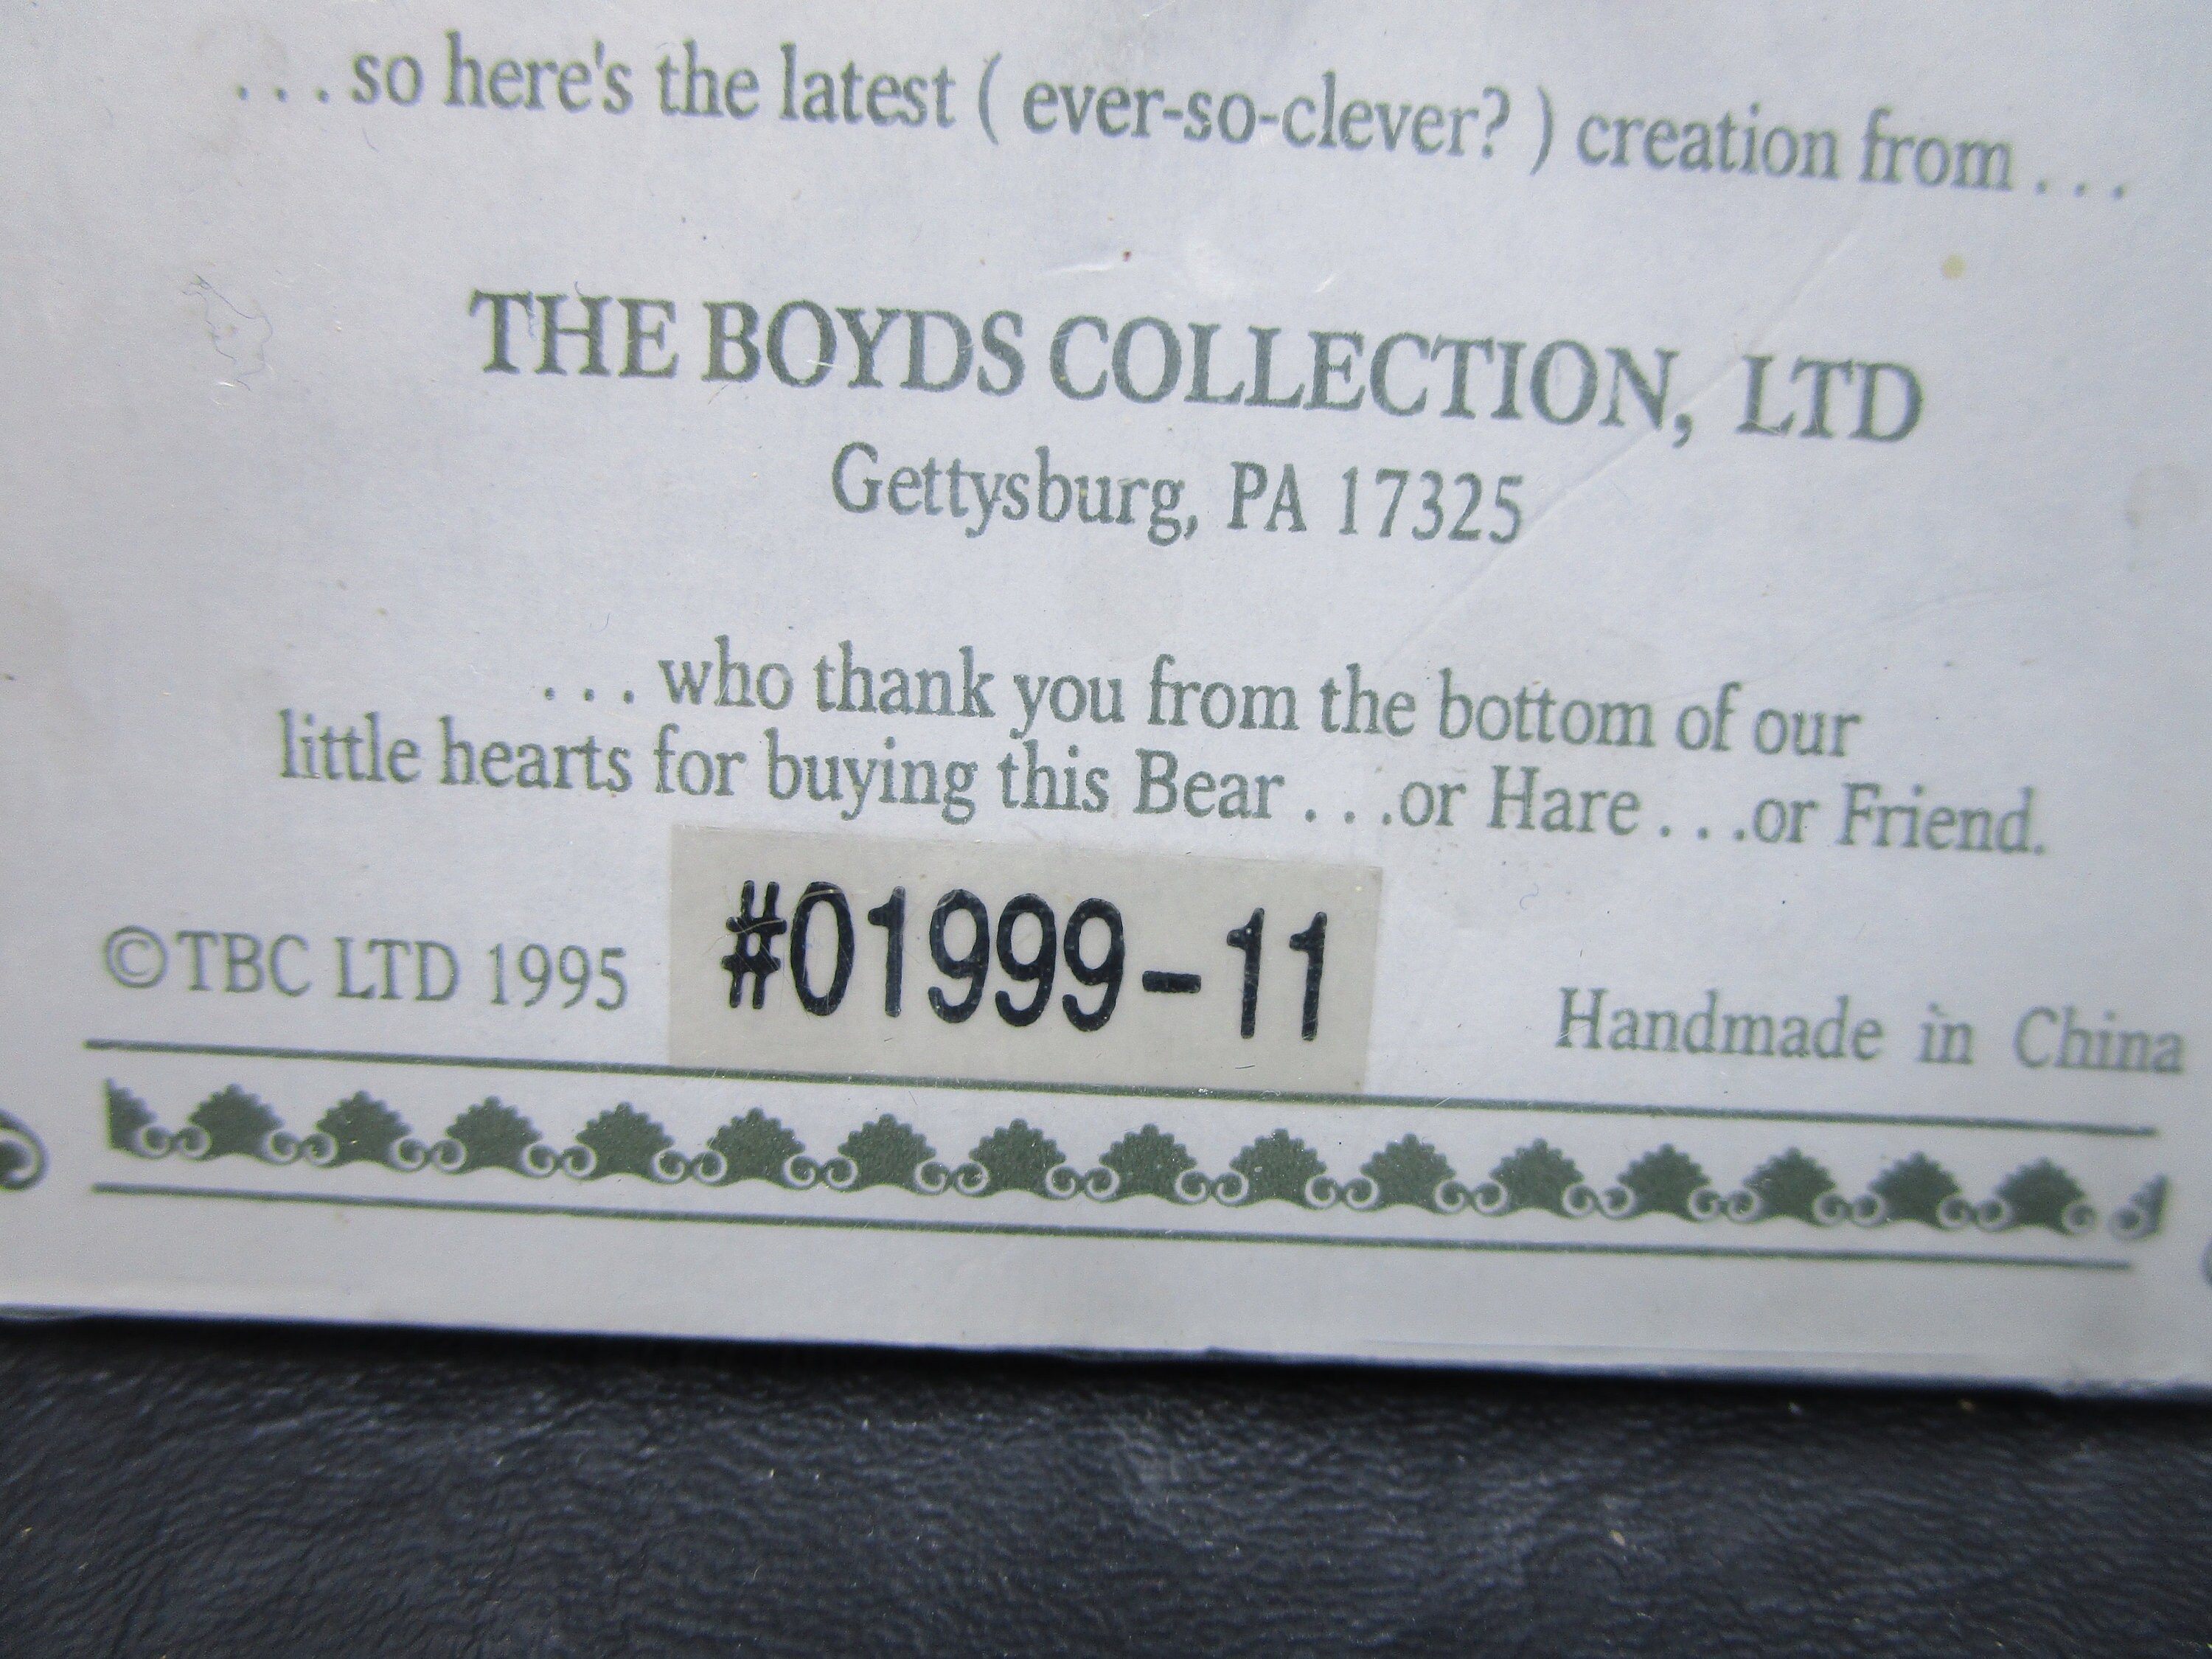 . . . so here's the latest ( ever-so-clever? ) creation from . . .
THE BOYDS COLLECTION, LTD
Gettysburg, PA 17325
. . . who thank you from the bottom of our
little hearts for buying this Bear . . .or Hare . . .or Friend.
©TBC LTD 1995 #01999-11 Handmade in China